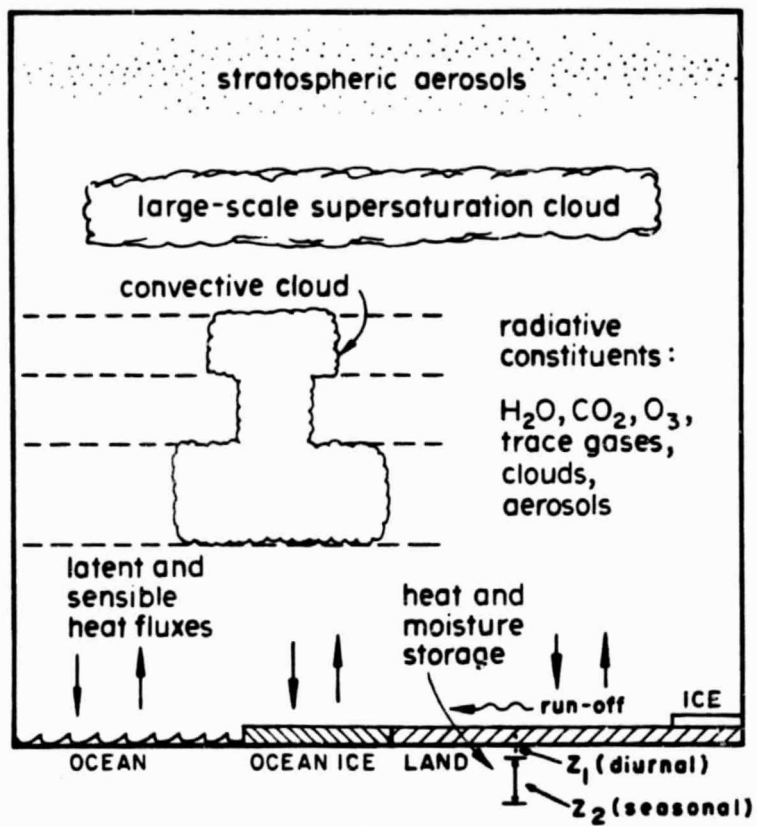 stratospheric aerosols
large-scale supersaturation cloud
convective cloud
radiative
constituents:
H₂O, CO₂, O₃,
trace gases,
clouds,
aerosols
latent and
sensible
heat fluxes
heat and
moisture
storage
run-off
ICE
OCEAN
OCEAN ICE
LAND
Z₁ (diurnal)
Z₂ (seasonal)